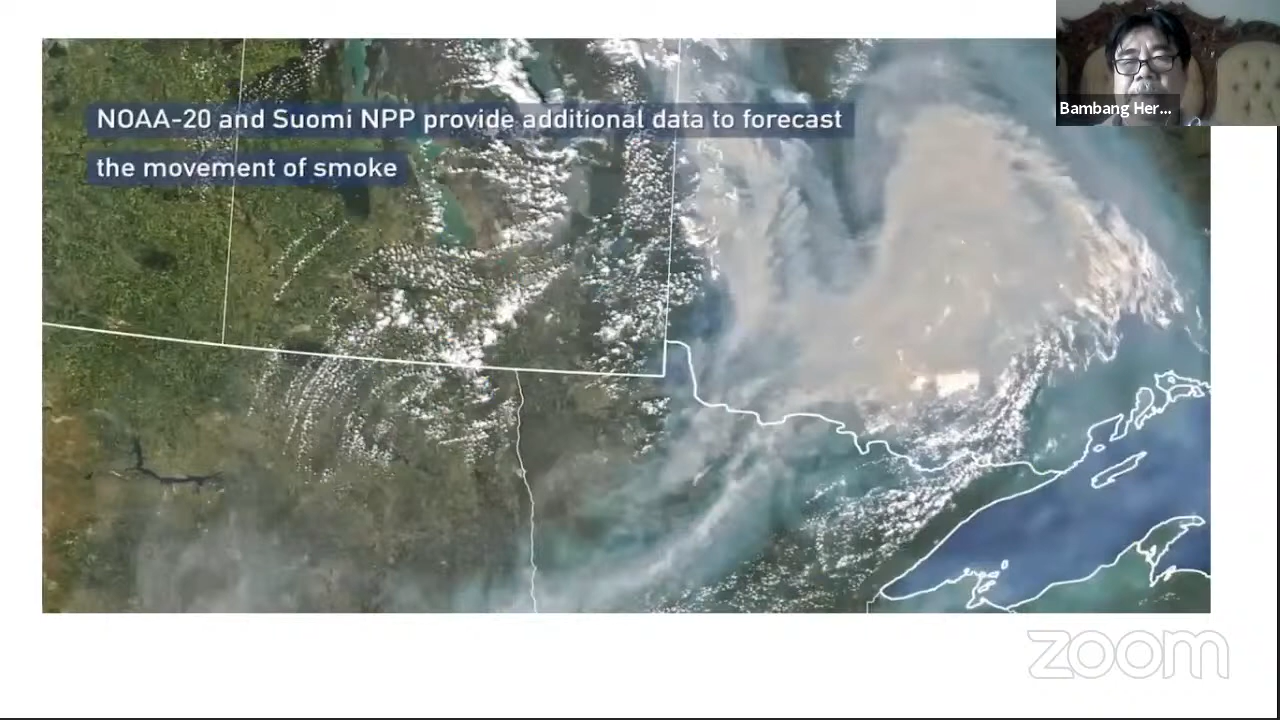 NOAA-20 and Suomi NPP provide additional data to forecast
the movement of smoke
Bambang Her...
zoom